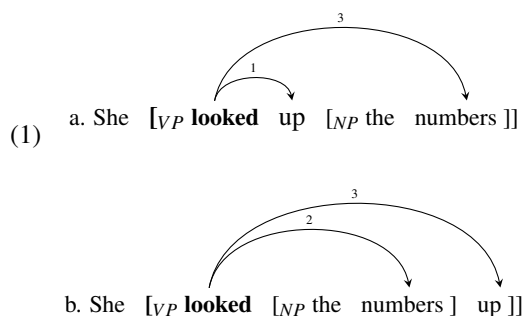 3
1
(1) a. She [VP looked up [NP the numbers ]]
3
2
b. She [VP looked [NP the numbers ] up ]]